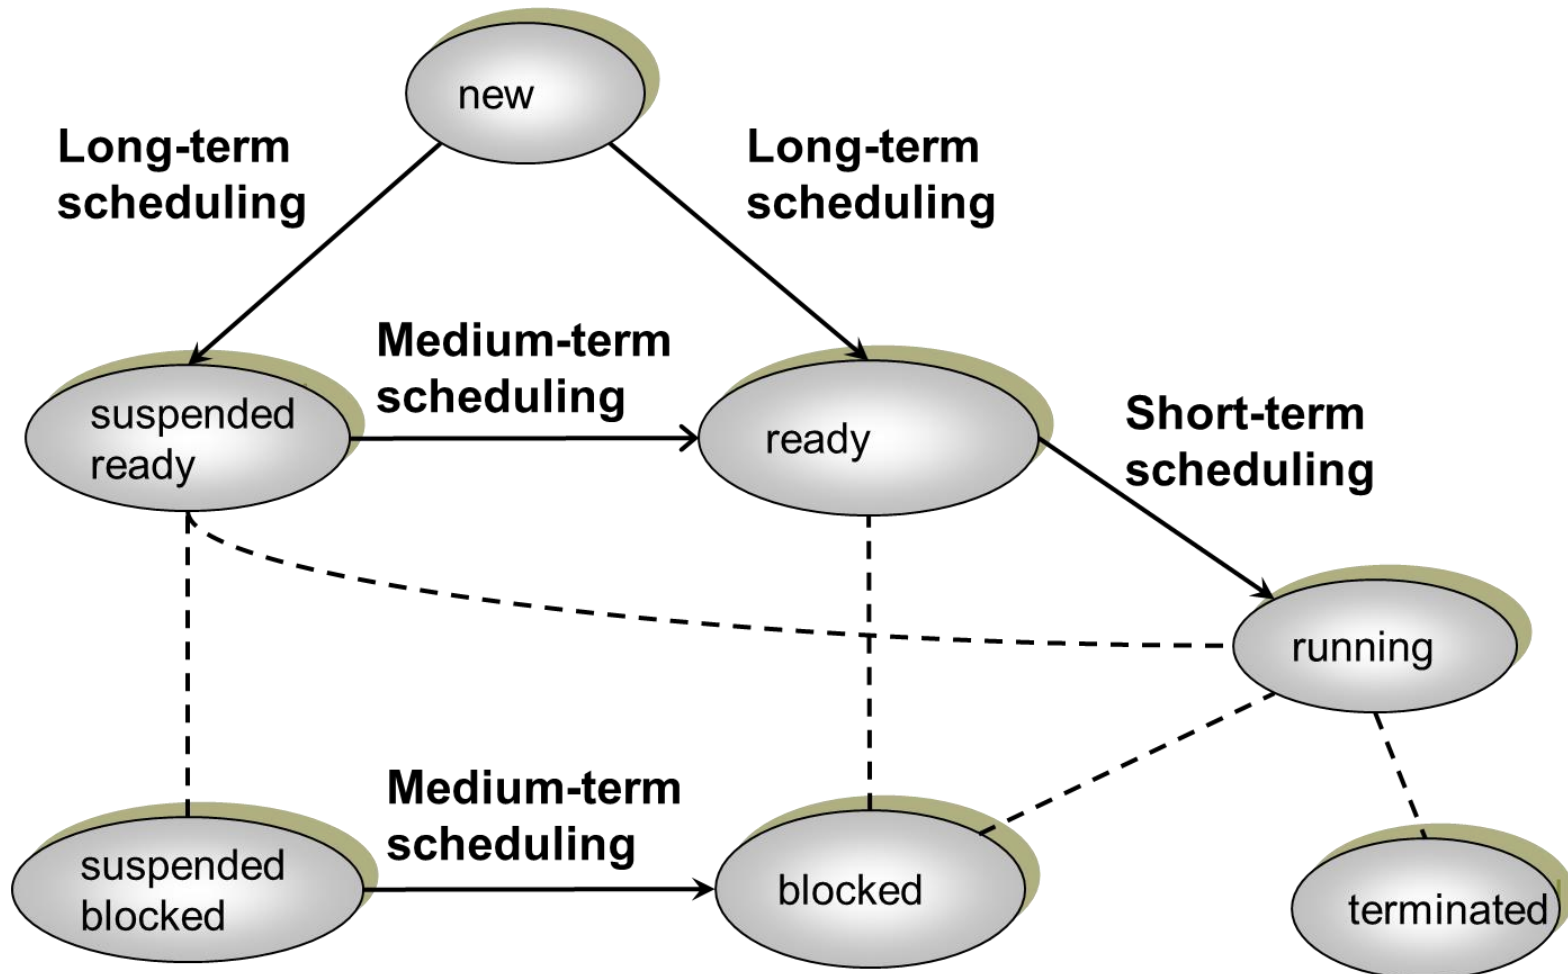 new
Long-term
scheduling
Long-term
scheduling
Medium-term
scheduling
suspended
ready
ready
Short-term
scheduling
running
Medium-term
scheduling
suspended
blocked
blocked
terminated